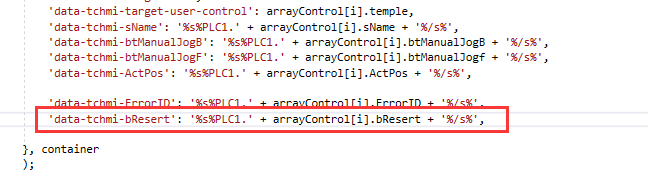 'data-tchmi-target-user-control': arrayControl[i].temple,
'data-tchmi-sName': '%s%PLC1.' + arrayControl[i].sName + '%/s%',
'data-tchmi-btManualJogB': '%s%PLC1.' + arrayControl[i].btManualJogB + '%/s%',
'data-tchmi-btManualJogF': '%s%PLC1.' + arrayControl[i].btManualJogf + '%/s%',
'data-tchmi-ActPos': '%s%PLC1.' + arrayControl[i].ActPos + '%/s%',
'data-tchmi-ErrorID': '%s%PLC1.' + arrayControl[i].ErrorID + '%/s%',
'data-tchmi-bResert': '%s%PLC1.' + arrayControl[i].bResert + '%/s%',
}, container
);